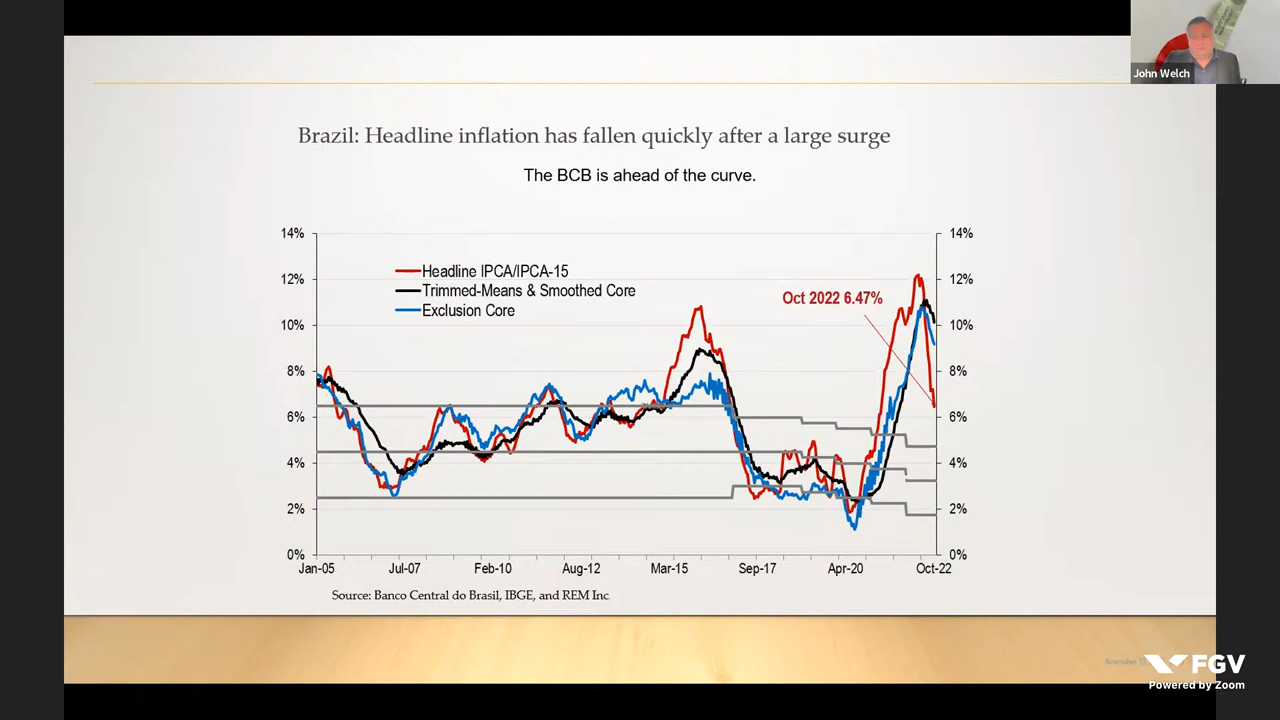 John Welch
Brazil: Headline inflation has fallen quickly after a large surge
The BCB is ahead of the curve.
14%
12%
10%
8%
6%
4%
2%
0%
Headline IPCA/IPCA-15
Trimmed-Means & Smoothed Core
Exclusion Core
Oct 2022 6.47%
14%
12%
10%
8%
6%
4%
2%
0%
Jan-05 Jul-07 Feb-10 Aug-12 Mar-15 Sep-17 Apr-20 Oct-22
Source: Banco Central do Brasil, IBGE, and REM Inc.
November
FGV
Powered by Zoom